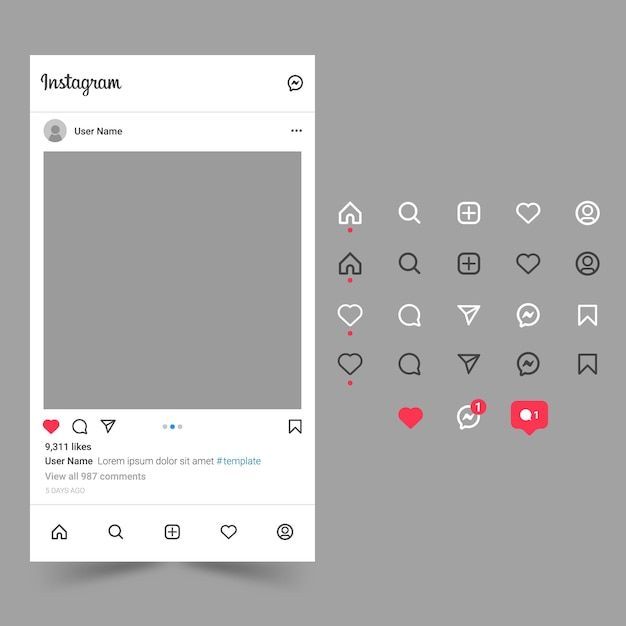 Instagram
User Name
9,311 likes
User Name Lorem ipsum dolor sit amet #template
View all 987 comments
5 DAYS AGO
1
1